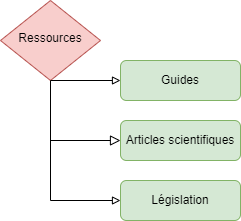 Ressources
Guides
Articles scientifiques
Législation